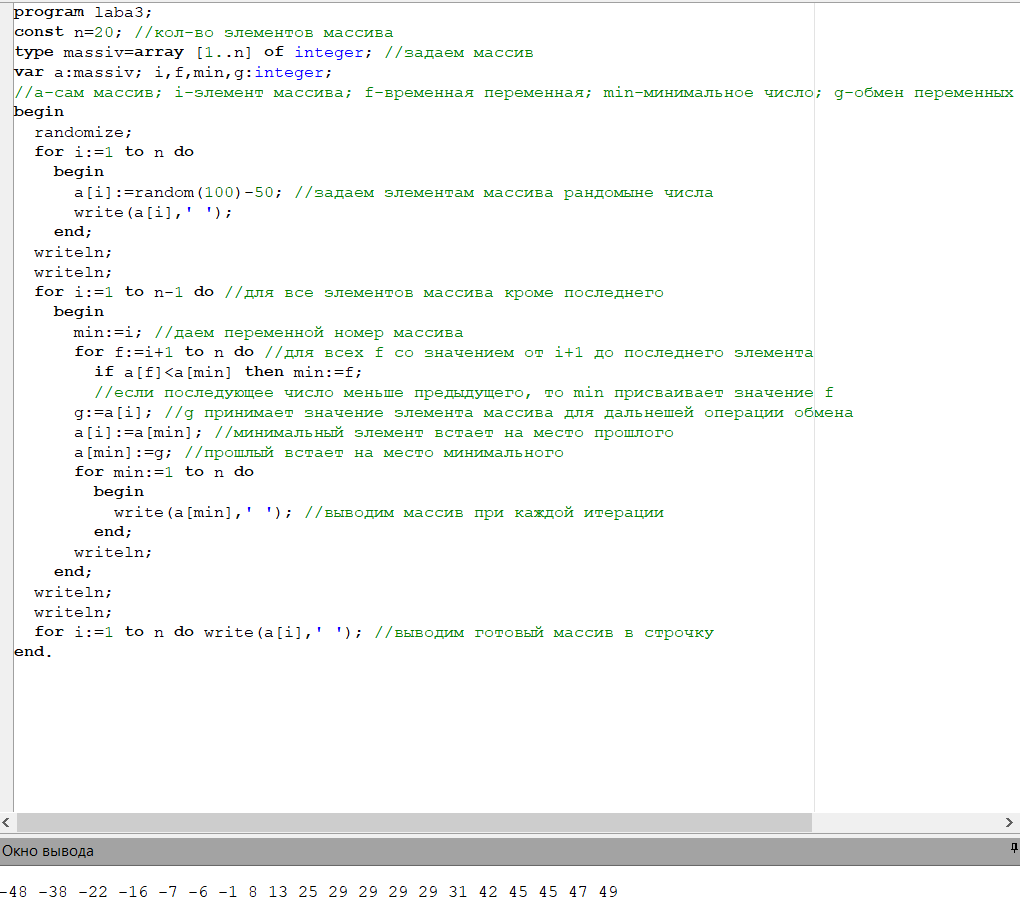 program laba3;
const n=20; //кол-во элементов массива
type massiv=array [1..n] of integer; //задаем массив
var a:massiv; i,f,min,g:integer;
//a-сам массив; i-элемент массива; f-временная переменная; min-минимальное число; g-обмен переменных
begin
randomize;
for i:=1 to n do
begin
a[i]:=random(100)-50; //задаем элементам массива рандомыне числа
write(a[i],' ');
end;
writeln;
writeln;
for i:=1 to n-1 do //для все элементов массива кроме последнего
begin
min:=i; //даем переменной номер массива
for f:=i+1 to n do //для всех f со значением от i+1 до последнего элемента
if a[f]<a[min] then min:=f;
//если последующее число меньше предыдущего, то min присваивает значение f
g:=a[i]; //g принимает значение элемента массива для дальнешей операции обмена
a[i]:=a[min]; //минимальный элемент встает на место прошлого
a[min]:=g; //прошлый встает на место минимального
for min:=1 to n do
begin
write(a[min],' '); //выводим массив при каждой итерации
end;
writeln;
end;
writeln;
writeln;
for i:=1 to n do write(a[i],' '); //выводим готовый массив в строчку
end.
Окно вывода
-48 -38 -22 -16 -7 -6 -1 8 13 25 29 29 29 29 31 42 45 45 47 49